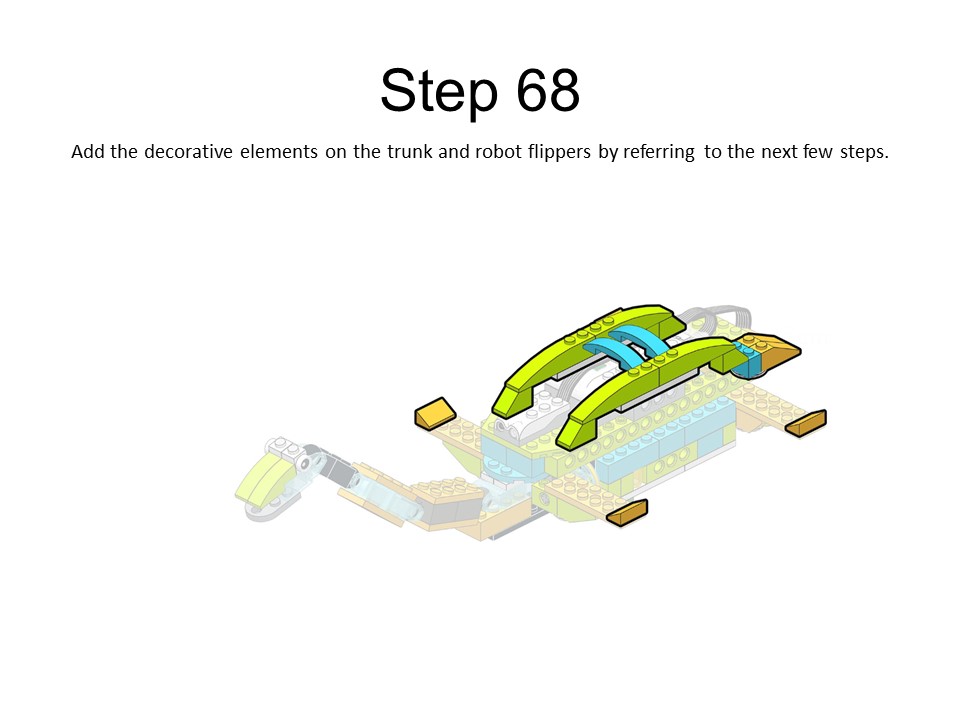 Step 68
Add the decorative elements on the trunk and robot flippers by referring to the next few steps.